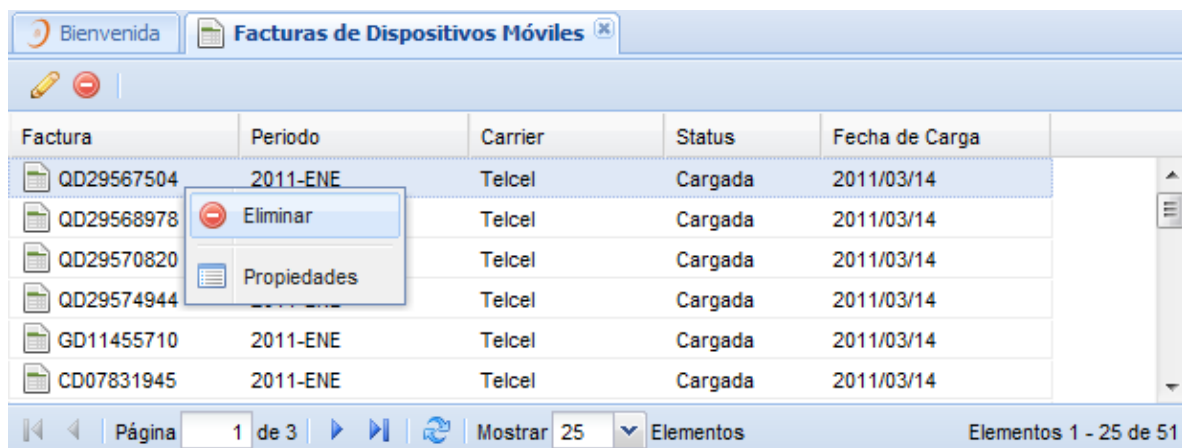 Bienvenida Facturas de Dispositivos Móviles
Factura Periodo Carrier Status Fecha de Carga
QD29567504 2011-ENE Telcel Cargada 2011/03/14
QD29568978 Eliminar Telcel Cargada 2011/03/14
QD29570820 Propiedades Telcel Cargada 2011/03/14
QD29574944 Telcel Cargada 2011/03/14
GD11455710 2011-ENE Telcel Cargada 2011/03/14
CD07831945 2011-ENE Telcel Cargada 2011/03/14
Página 1 de 3 Mostrar 25 Elementos Elementos 1 - 25 de 51